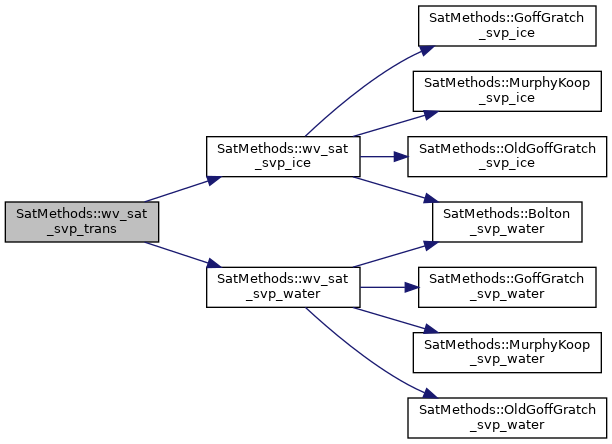 SatMethods::GoffGratch
_svp_ice
SatMethods::MurphyKoop
_svp_ice
SatMethods::wv_sat
_svp_ice
SatMethods::OldGoffGratch
_svp_ice
SatMethods::wv_sat
_svp_trans
SatMethods::Bolton
_svp_water
SatMethods::wv_sat
_svp_water
SatMethods::GoffGratch
_svp_water
SatMethods::MurphyKoop
_svp_water
SatMethods::OldGoffGratch
_svp_water